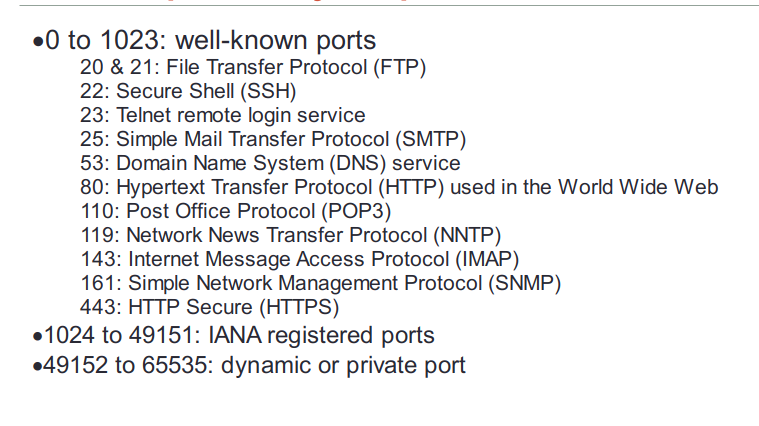 •0 to 1023: well-known ports
20 & 21: File Transfer Protocol (FTP)
22: Secure Shell (SSH)
23: Telnet remote login service
25: Simple Mail Transfer Protocol (SMTP)
53: Domain Name System (DNS) service
80: Hypertext Transfer Protocol (HTTP) used in the World Wide Web
110: Post Office Protocol (POP3)
119: Network News Transfer Protocol (NNTP)
143: Internet Message Access Protocol (IMAP)
161: Simple Network Management Protocol (SNMP)
443: HTTP Secure (HTTPS)
•1024 to 49151: IANA registered ports
•49152 to 65535: dynamic or private port